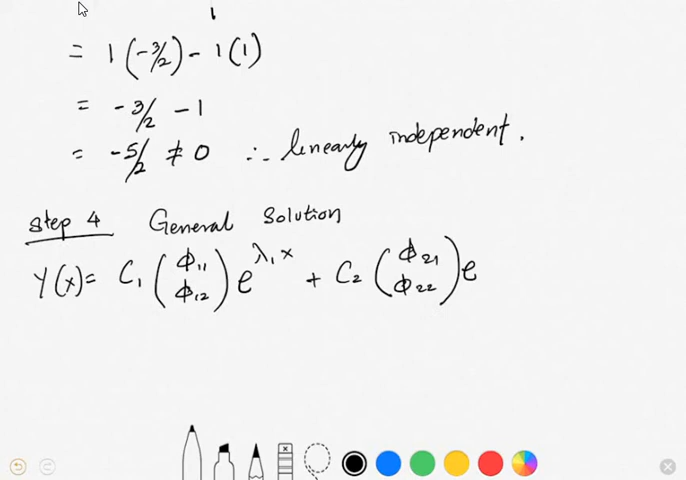 1
= 1(-3/2) - 1(1)
= -3/2 - 1
= -5/2 ≠ 0 ∴ linearly independent.
Step 4 General Solution
Y(x) = C₁ (ϕ₁₁ ϕ₁₂) e^{λ₁x} + C₂ (ϕ₂₁ ϕ₂₂) e